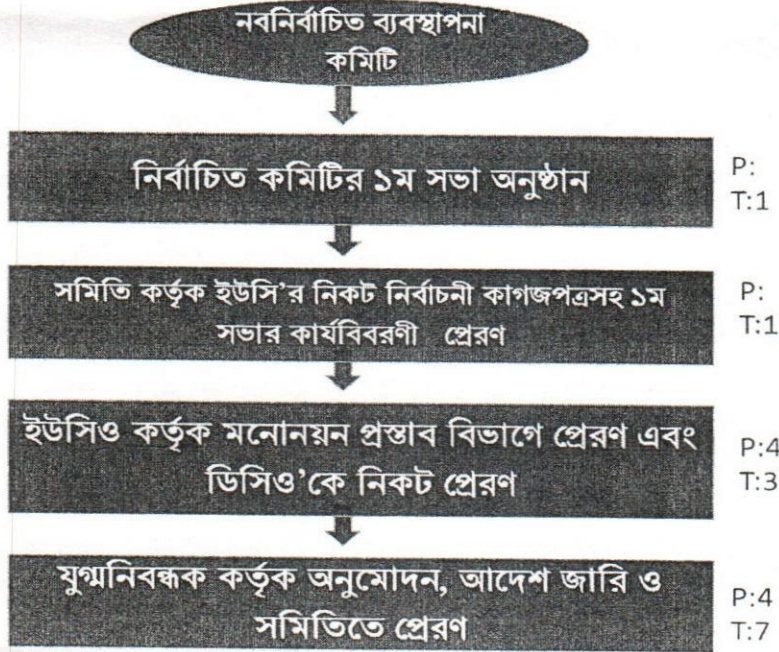 নবনির্বাচিত ব্যবস্থাপনা
কমিটি
নির্বাচিত কমিটির ১ম সভা অনুষ্ঠান
P:
T:1
সমিতি কর্তৃক ইউসি’র নিকট নির্বাচনী কাগজপত্রসহ ১ম
সভার কার্যবিবরণী প্রেরণ
P:
T:1
ইউসিও কর্তৃক মনোনয়ন প্রস্তাব বিভাগে প্রেরণ এবং
ডিসিও’কে নিকট প্রেরণ
P:4
T:3
যুগ্মনিবন্ধক কর্তৃক অনুমোদন, আদেশ জারি ও
সমিতিতে প্রেরণ
P:4
T:7